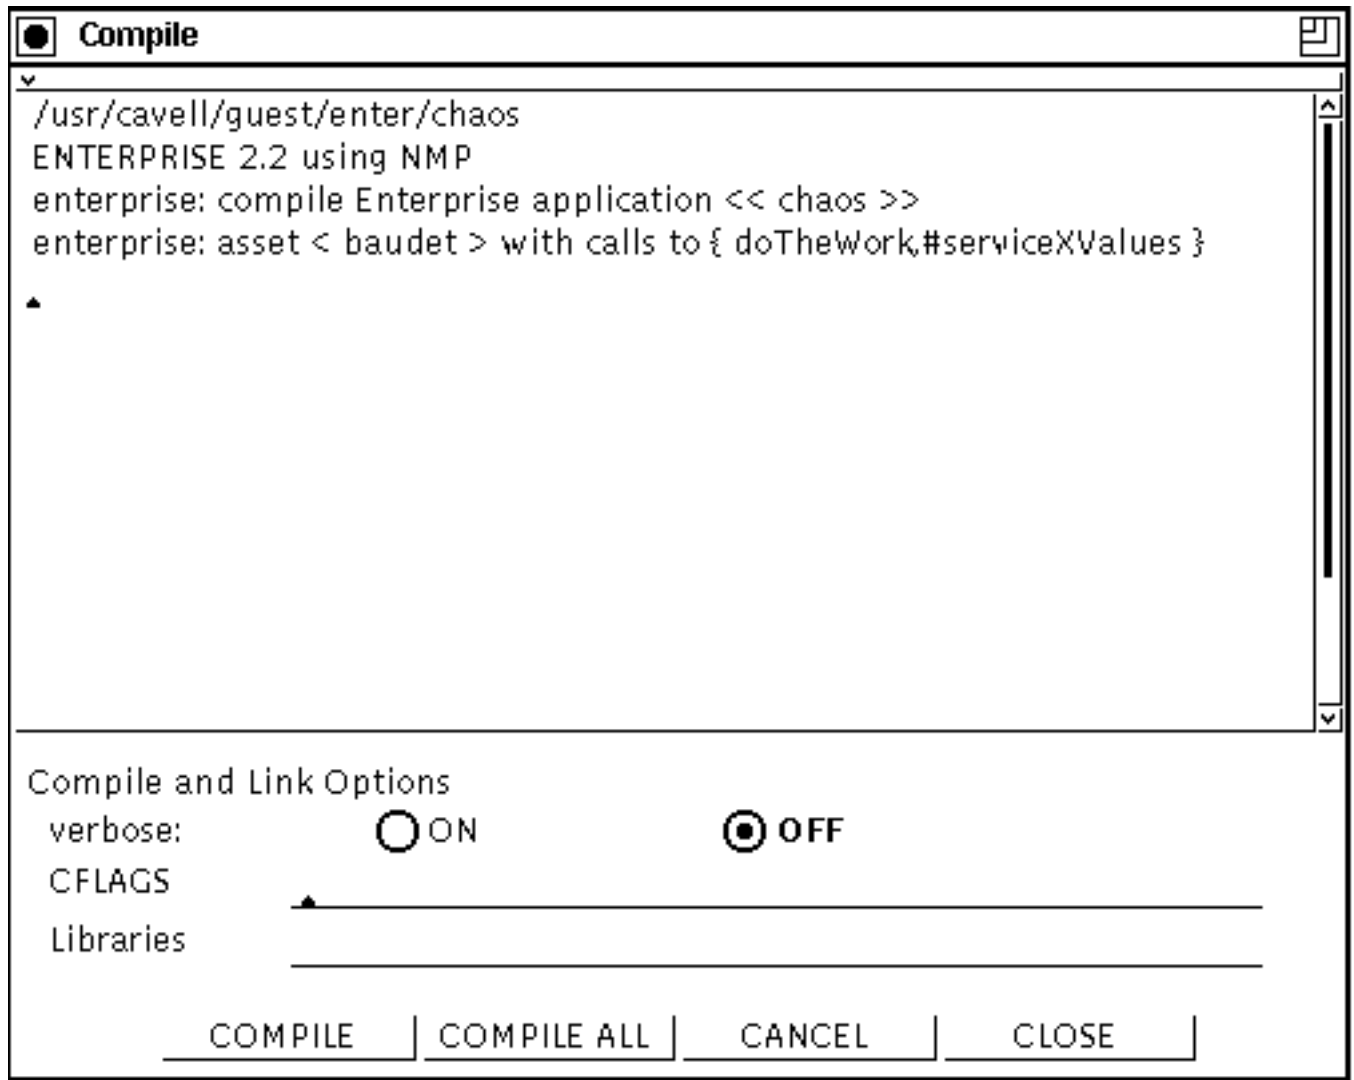 Compile
/usr/cavell/guest/enter/chaos
ENTERPRISE 2.2 using NMP
enterprise: compile Enterprise application << chaos >>
enterprise: asset < baudet > with calls to { doTheWork,#serviceXValues }
Compile and Link Options
verbose: ON OFF
CFLAGS
Libraries
COMPILE COMPILE ALL CANCEL CLOSE